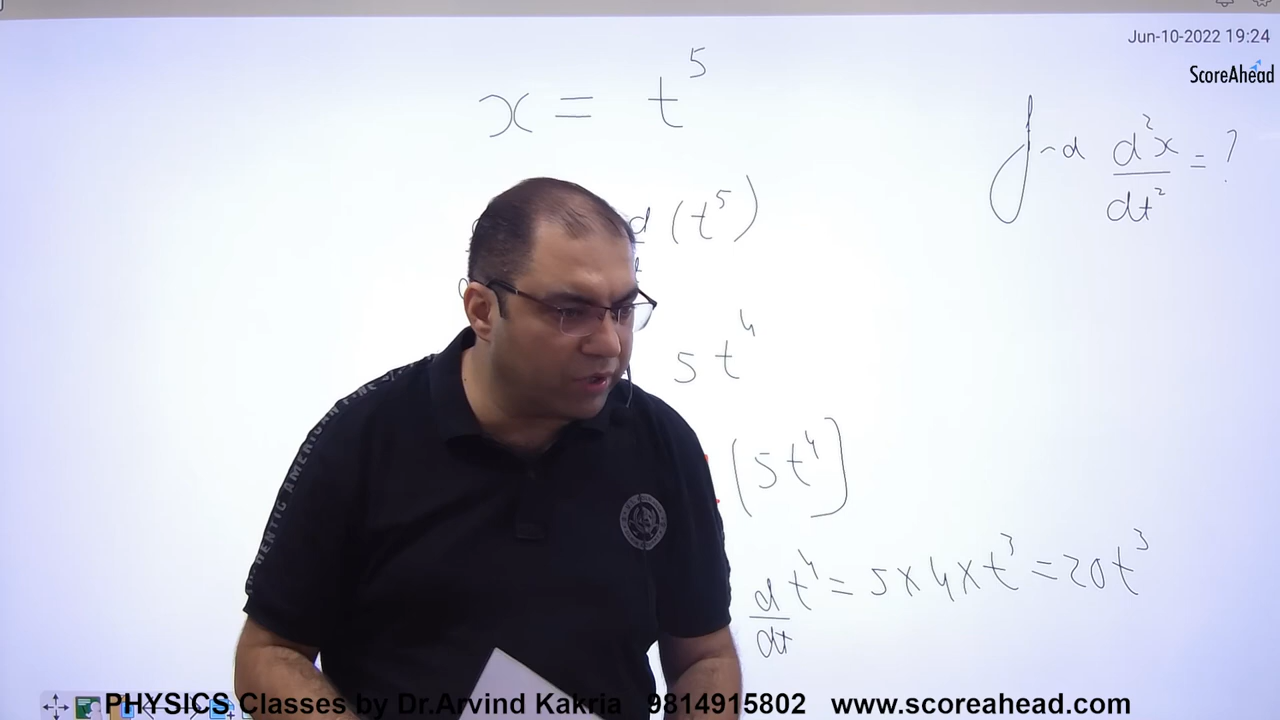 Jun-10-2022 19:24
ScoreAhead
x = t⁵
find d²x/dt² = ?
d (t⁵)
5t⁴
(5t⁴)
d/dt t⁴ = 5 × 4 × t³ = 20t³
PHYSICS Classes by Dr.Arvind Kakria 9814915802 www.scoreahead.com